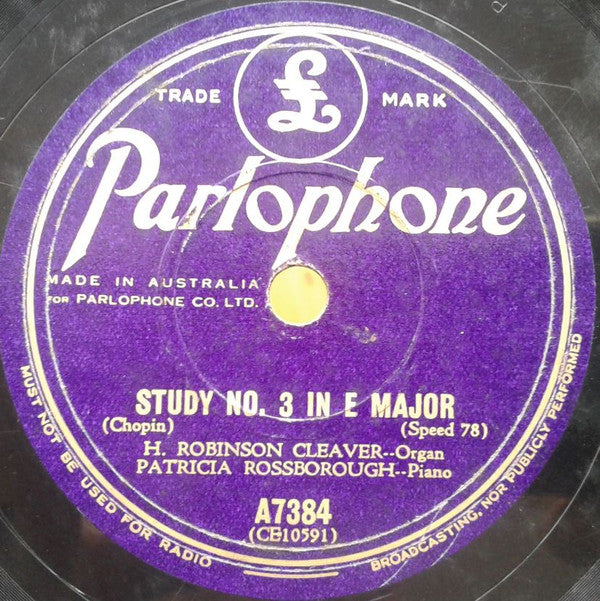 £
TRADE MARK
Parlophone
MADE IN AUSTRALIA
FOR PARLOPHONE CO. LTD.
STUDY NO. 3 IN E MAJOR
(Chopin) (Speed 78)
H. ROBINSON CLEAVER--Organ
PATRICIA ROSSBOROUGH--Piano
A7384
(CE10591)
MUST NOT BE USED FOR RADIO BROADCASTING, NOR PUBLICLY PERFORMED